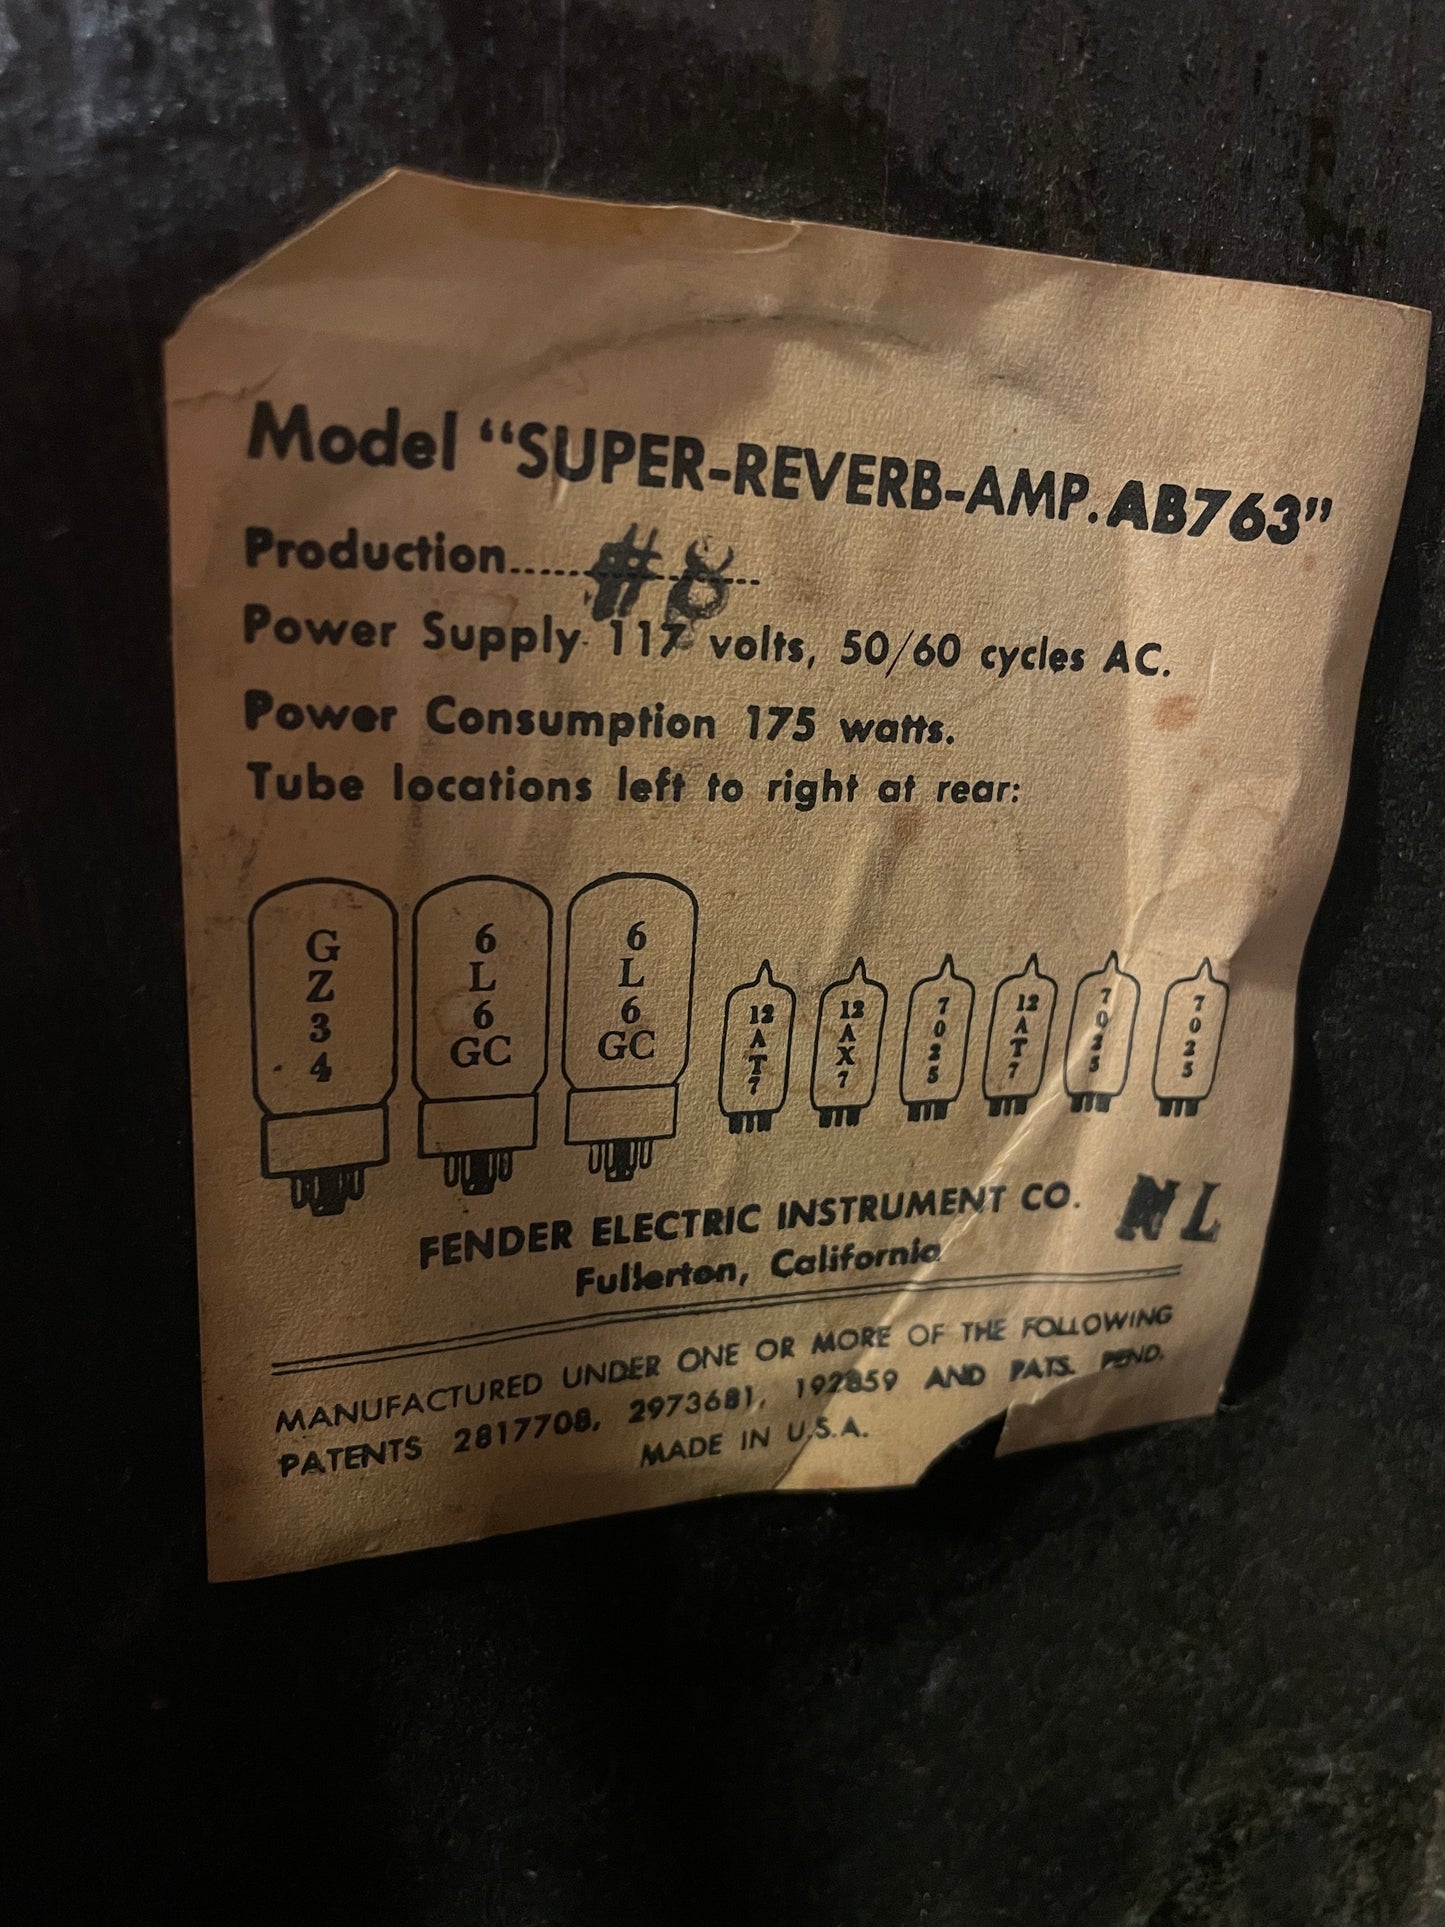 Model “SUPER-REVERB-AMP. AB763”
Production.....#8...
Power Supply 117 volts, 50/60 cycles AC.
Power Consumption 175 watts.
Tube locations left to right at rear:
GZ34 6L6GC 6L6GC 12AT7 12AX7 7025 12AT7 7025 7025
FENDER ELECTRIC INSTRUMENT CO. NL
Fullerton, California
MANUFACTURED UNDER ONE OR MORE OF THE FOLLOWING
PATENTS 2817708, 2973681, 192859 AND PATS. PEND.
MADE IN U.S.A.